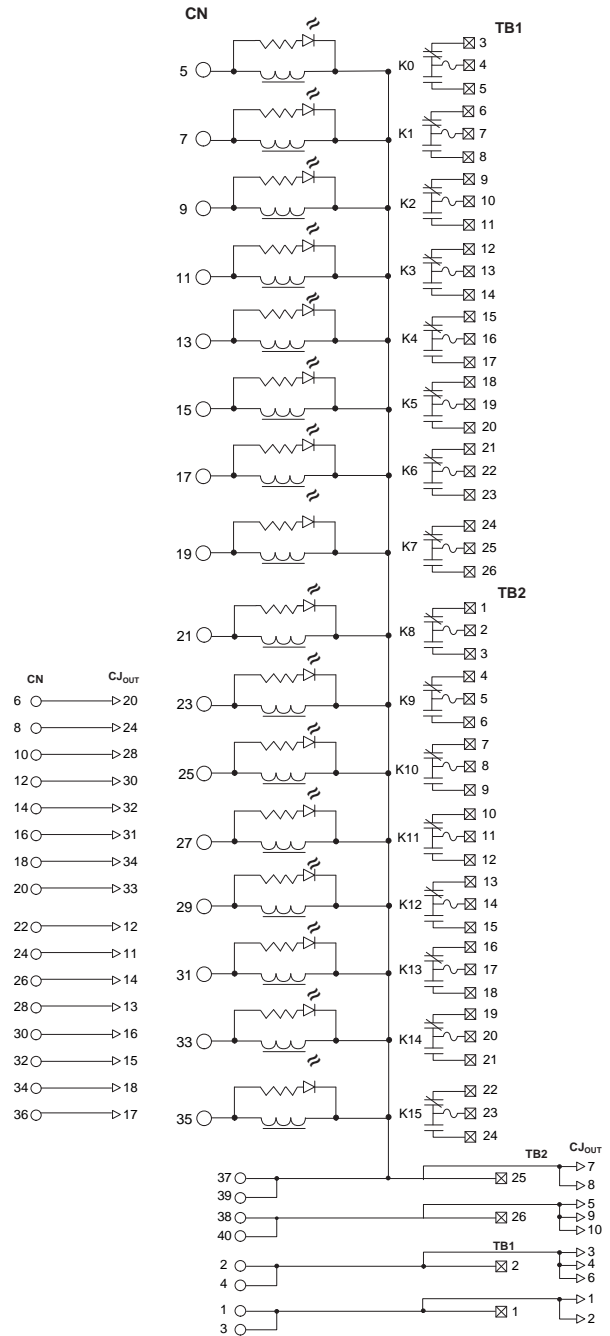 CN
TB1
5 K0 3
4
5
7 K1 6
7
8
9 K2 9
10
11
11 K3 12
13
14
13 K4 15
16
17
15 K5 18
19
20
17 K6 21
22
23
19 K7 24
25
26
TB2
21 K8 1
2
3
23 K9 4
5
6
25 K10 7
8
9
27 K11 10
11
12
29 K12 13
14
15
31 K13 16
17
18
33 K14 19
20
21
35 K15 22
23
24
CN CJOUT
6 20
8 24
10 28
12 30
14 32
16 31
18 34
20 33
22 12
24 11
26 14
28 13
30 16
32 15
34 18
36 17
TB2 CJOUT
37 25 7
39 8
38 26 5
40 9
10
TB1
2 2 3
4 4
6
1 1 1
3 2